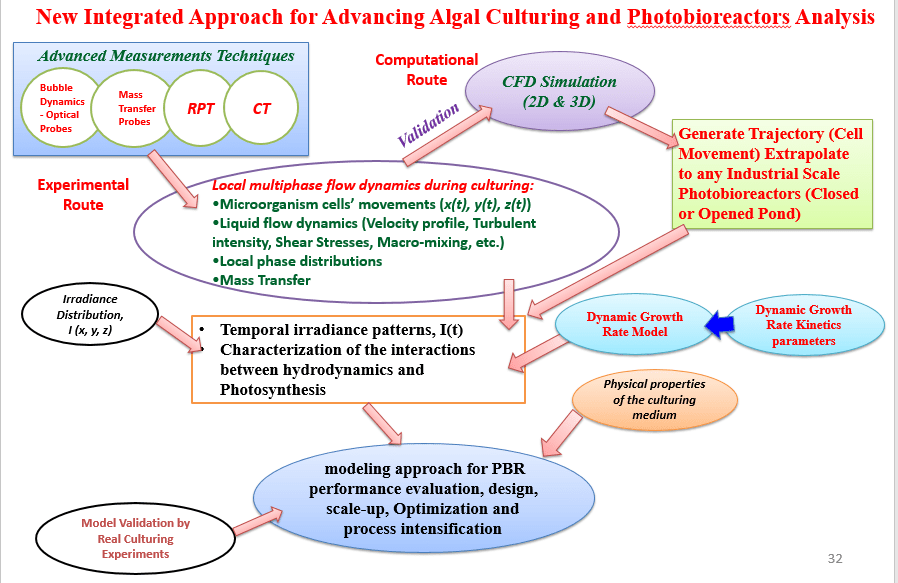 New Integrated Approach for Advancing Algal Culturing and Photobioreactors Analysis
Advanced Measurements Techniques
Bubble
Dynamics
- Optical
Probes
Mass
Transfer
Probes
RPT
CT
Computational
Route
Validation
CFD Simulation
(2D & 3D)
Generate Trajectory (Cell
Movement) Extrapolate
to any Industrial Scale
Photobioreactors (Closed
or Opened Pond)
Experimental
Route
Local multiphase flow dynamics during culturing:
•Microorganism cells' movements (x(t), y(t), z(t))
•Liquid flow dynamics (Velocity profile, Turbulent
intensity, Shear Stresses, Macro-mixing, etc.)
•Local phase distributions
•Mass Transfer
Irradiance
Distribution,
I (x, y, z)
• Temporal irradiance patterns, I(t)
• Characterization of the interactions
between hydrodynamics and
Photosynthesis
Dynamic Growth
Rate Model
Dynamic Growth
Rate Kinetics
parameters
Physical properties
of the culturing
medium
modeling approach for PBR
performance evaluation, design,
scale-up, Optimization and
process intensification
Model Validation by
Real Culturing
Experiments
32